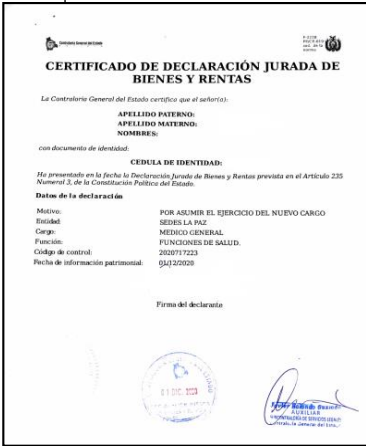 Contraloría General del Estado
CERTIFICADO DE DECLARACIÓN JURADA DE
BIENES Y RENTAS
La Contraloría General del Estado certifica que el señor(a):
APELLIDO PATERNO:
APELLIDO MATERNO:
NOMBRES:
con documento de identidad:
CEDULA DE IDENTIDAD:
Ha presentado en la fecha la Declaración Jurada de Bienes y Rentas prevista en el Artículo 235
Numeral 3, de la Constitución Política del Estado.
Datos de la declaración
Motivo: POR ASUMIR EL EJERCICIO DEL NUEVO CARGO
Entidad: SEDES LA PAZ
Cargo: MEDICO GENERAL
Función: FUNCIONES DE SALUD.
Código de control: 2020717223
Fecha de información patrimonial: 01/12/2020
Firma del declarante
01 DIC. 2020
AUXILIAR